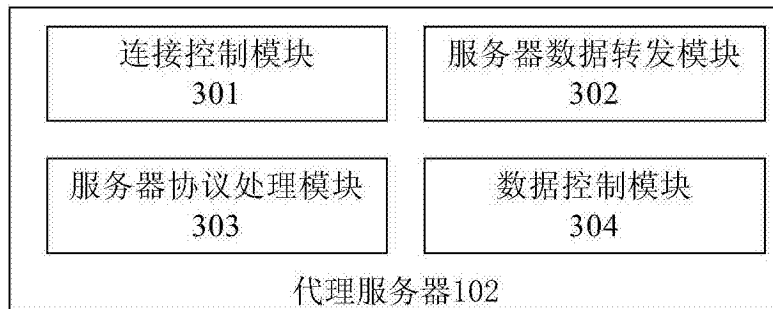 连接控制模块
301
服务器数据转发模块
302
服务器协议处理模块
303
数据控制模块
304
代理服务器102